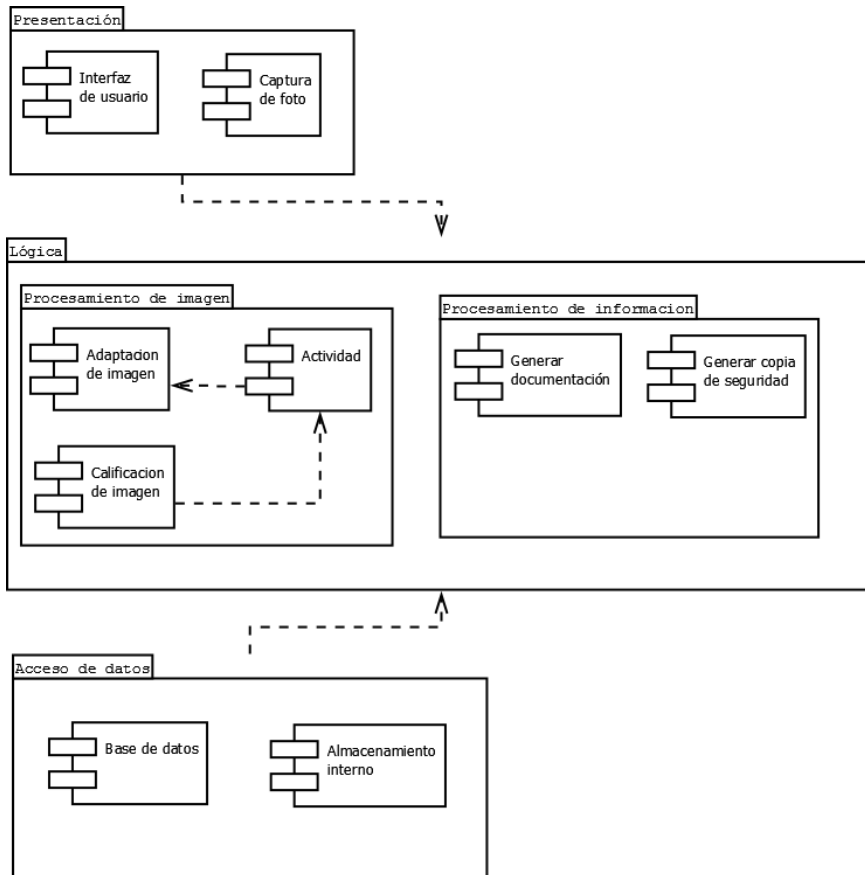 Presentación
Interfaz
de usuario
Captura
de foto
Lógica
Procesamiento de imagen
Adaptacion
de imagen
Actividad
Calificacion
de imagen
Procesamiento de informacion
Generar
documentación
Generar copia
de seguridad
Acceso de datos
Base de datos
Almacenamiento
interno